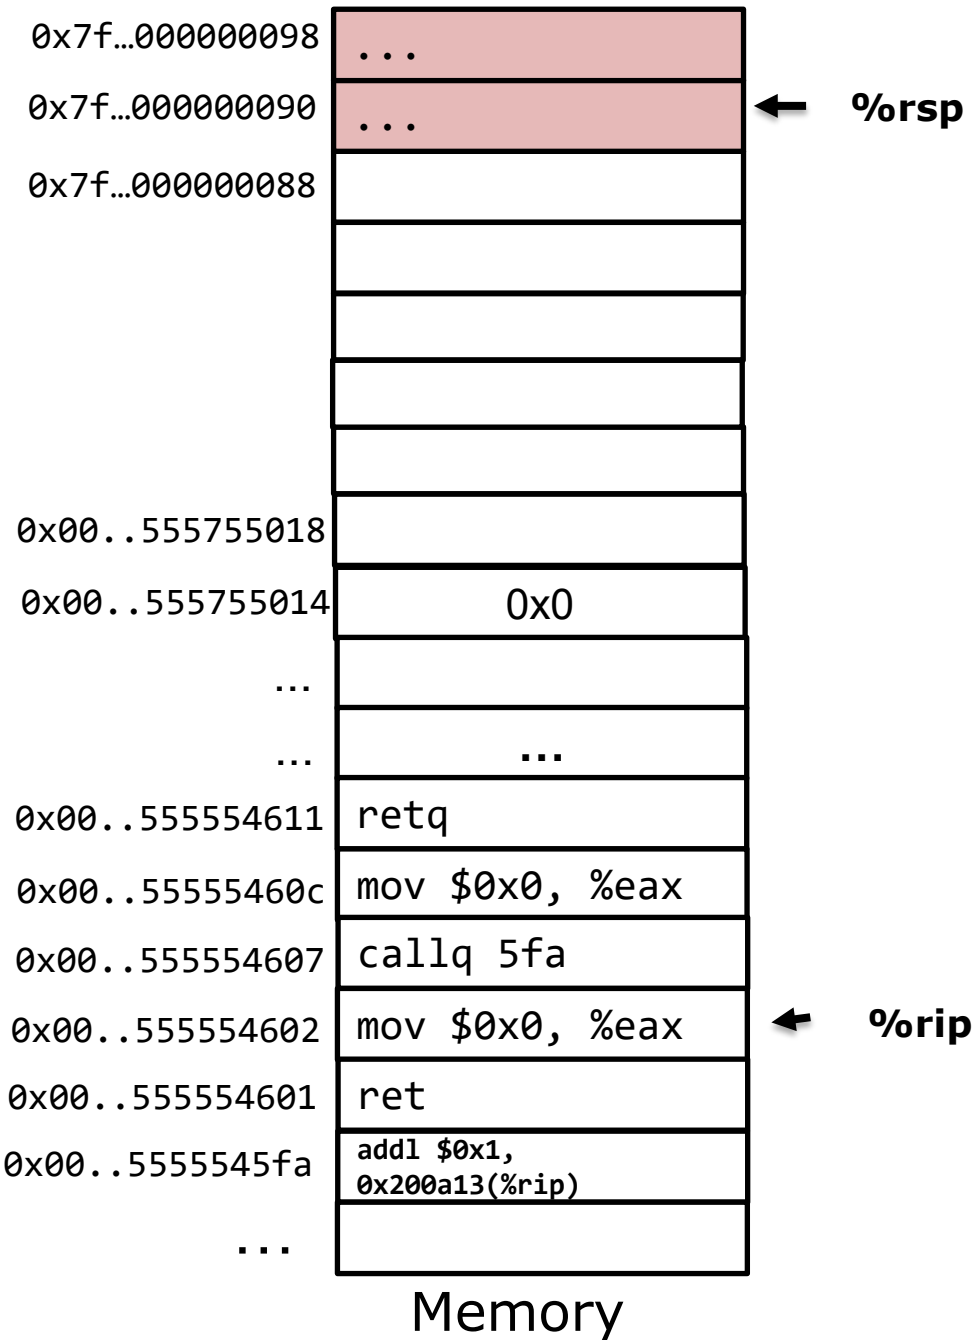 0x7f…000000098 ...
0x7f…000000090 ... %rsp
0x7f…000000088
0x00..555755018
0x00..555755014 0x0
...
... ...
0x00..555554611 retq
0x00..55555460c mov $0x0, %eax
0x00..555554607 callq 5fa
0x00..555554602 mov $0x0, %eax %rip
0x00..555554601 ret
0x00..5555545fa addl $0x1,
0x200a13(%rip)
...
Memory